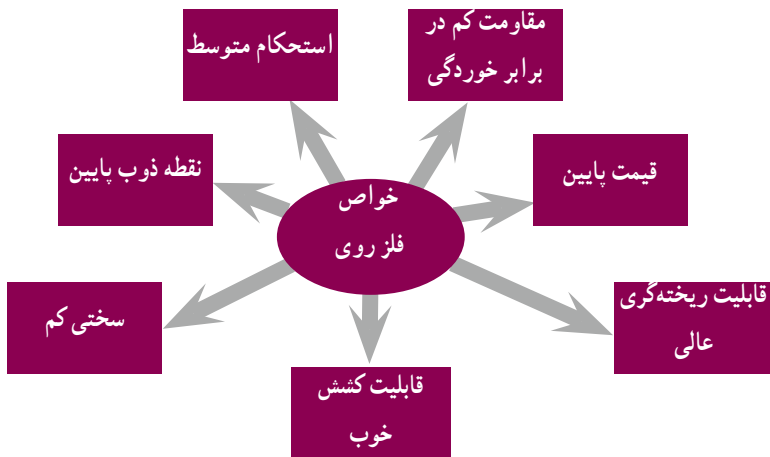 مقاومت کم در
برابر خوردگی
استحکام متوسط
قیمت پایین
نقطه ذوب پایین
خواص
فلز روی
قابلیت ریخته‌گری
عالی
سختی کم
قابلیت کشش
خوب